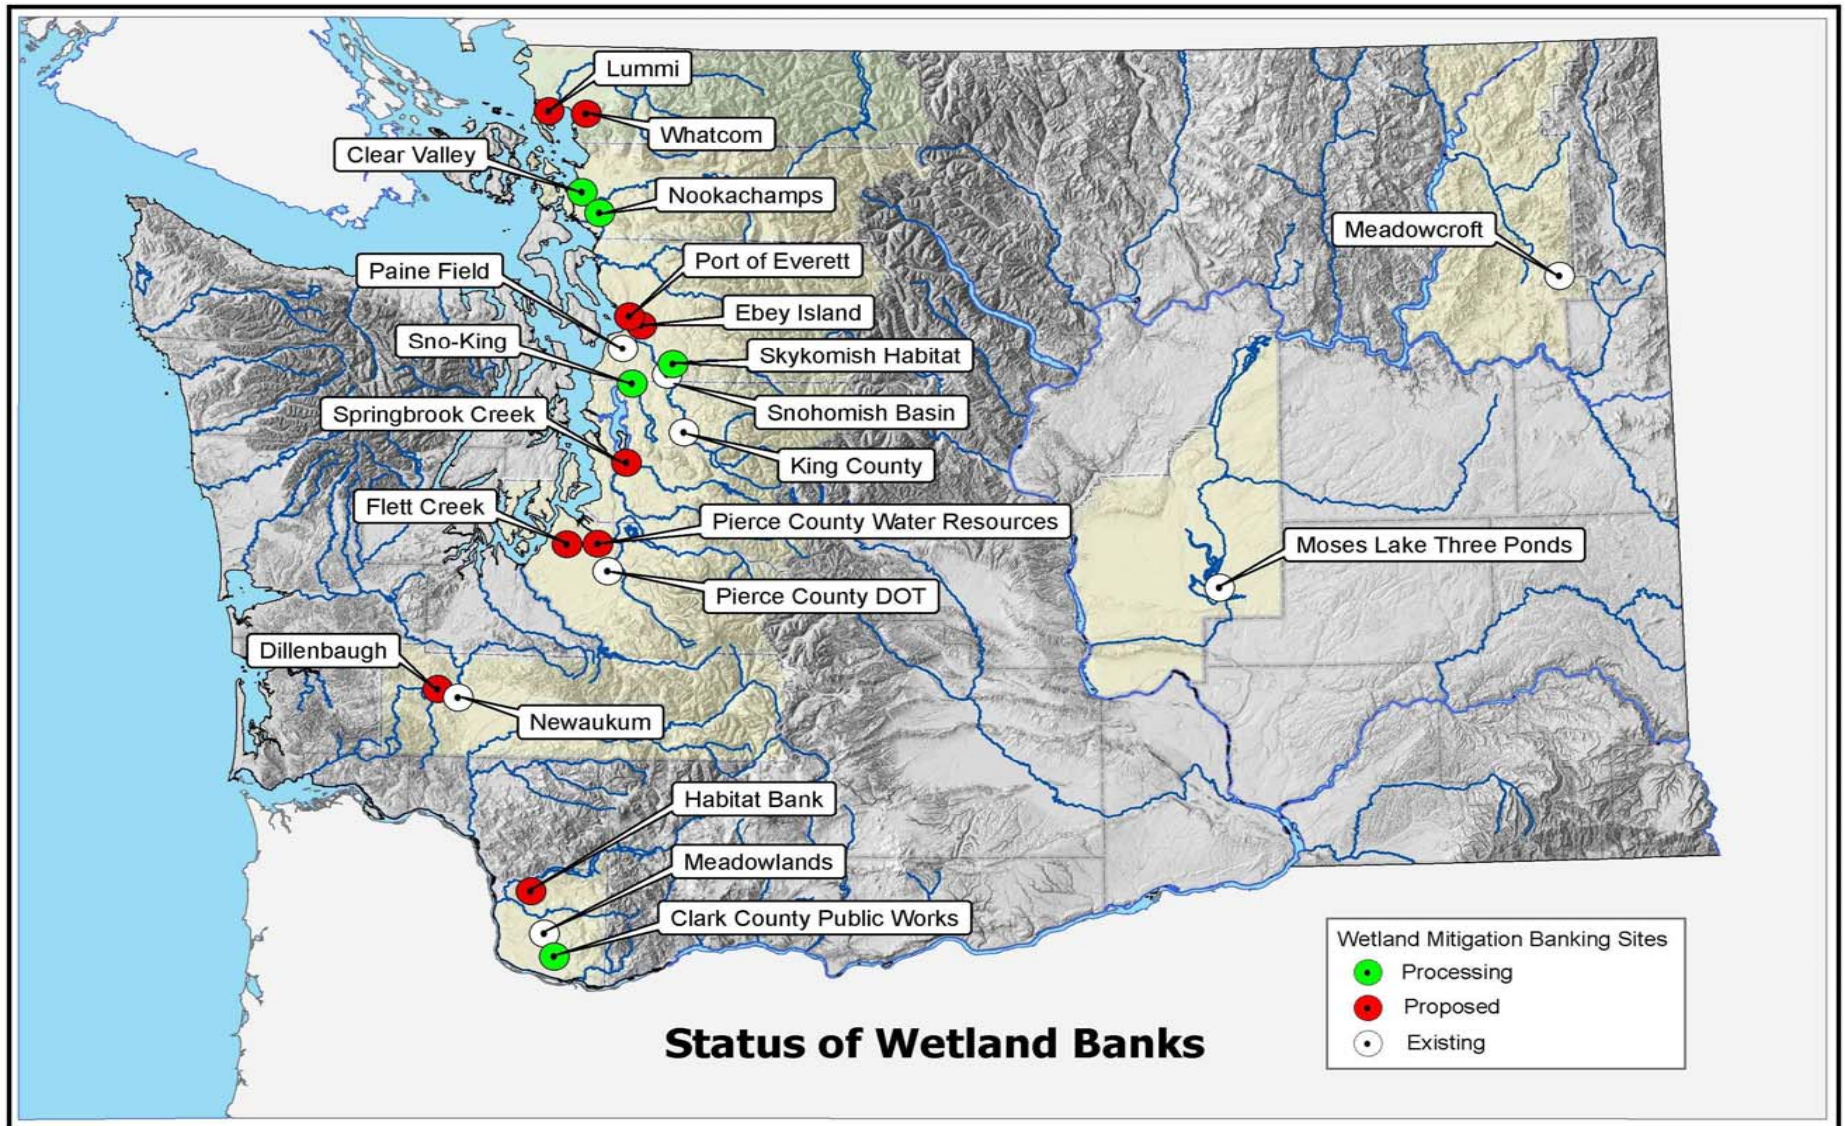 Lummi
Whatcom
Clear Valley
Nookachamps
Meadowcroft
Port of Everett
Paine Field
Ebey Island
Sno-King
Skykomish Habitat
Springbrook Creek
Snohomish Basin
King County
Flett Creek
Pierce County Water Resources
Moses Lake Three Ponds
Pierce County DOT
Dillenbaugh
Newaukum
Habitat Bank
Meadowlands
Clark County Public Works
Wetland Mitigation Banking Sites
Processing
Proposed
Existing
Status of Wetland Banks